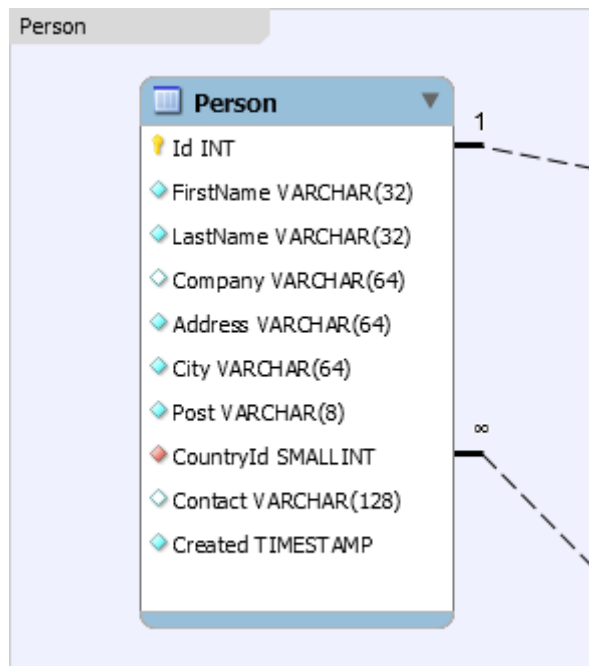 Person
Person
1
Id INT
FirstName VARCHAR(32)
LastName VARCHAR(32)
Company VARCHAR(64)
Address VARCHAR(64)
City VARCHAR(64)
Post VARCHAR(8)
∞
CountryId SMALLINT
Contact VARCHAR(128)
Created TIMESTAMP